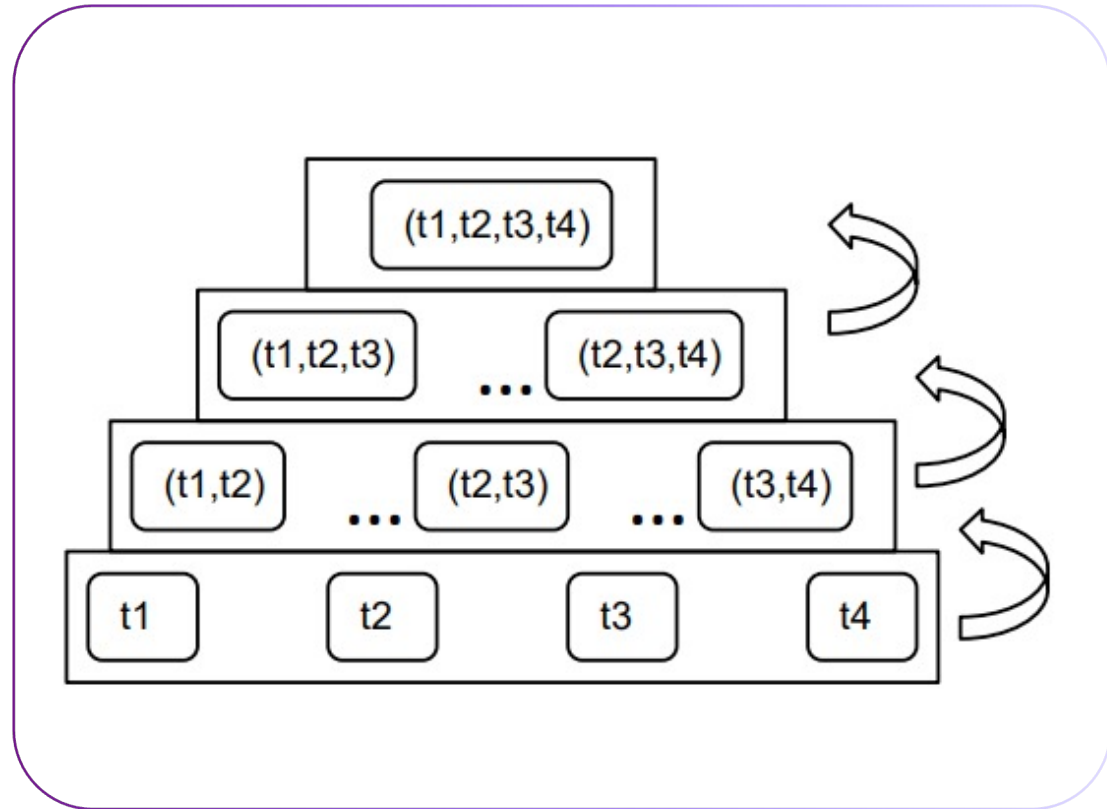 (t1,t2,t3,t4)
(t1,t2,t3) ... (t2,t3,t4)
(t1,t2) ... (t2,t3) ... (t3,t4)
t1 t2 t3 t4